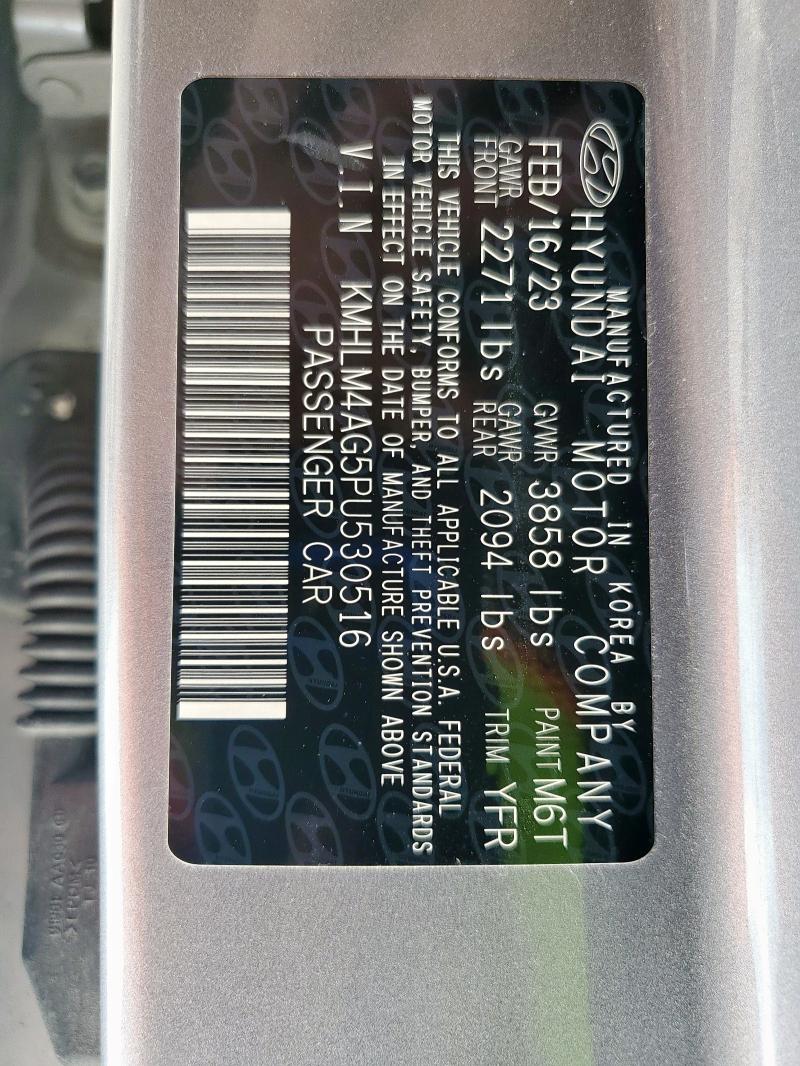 MANUFACTURED IN KOREA BY
HYUNDAI MOTOR COMPANY
FEB/16/23 GVWR 3858 lbs PAINT M6T
GAWR FRONT 2271 lbs GAWR REAR 2094 lbs TRIM YFR
THIS VEHICLE CONFORMS TO ALL APPLICABLE U.S.A. FEDERAL
MOTOR VEHICLE SAFETY, BUMPER, AND THEFT PREVENTION STANDARDS
IN EFFECT ON THE DATE OF MANUFACTURE SHOWN ABOVE
V.I.N KMHLM4AG5PU530516
PASSENGER CAR